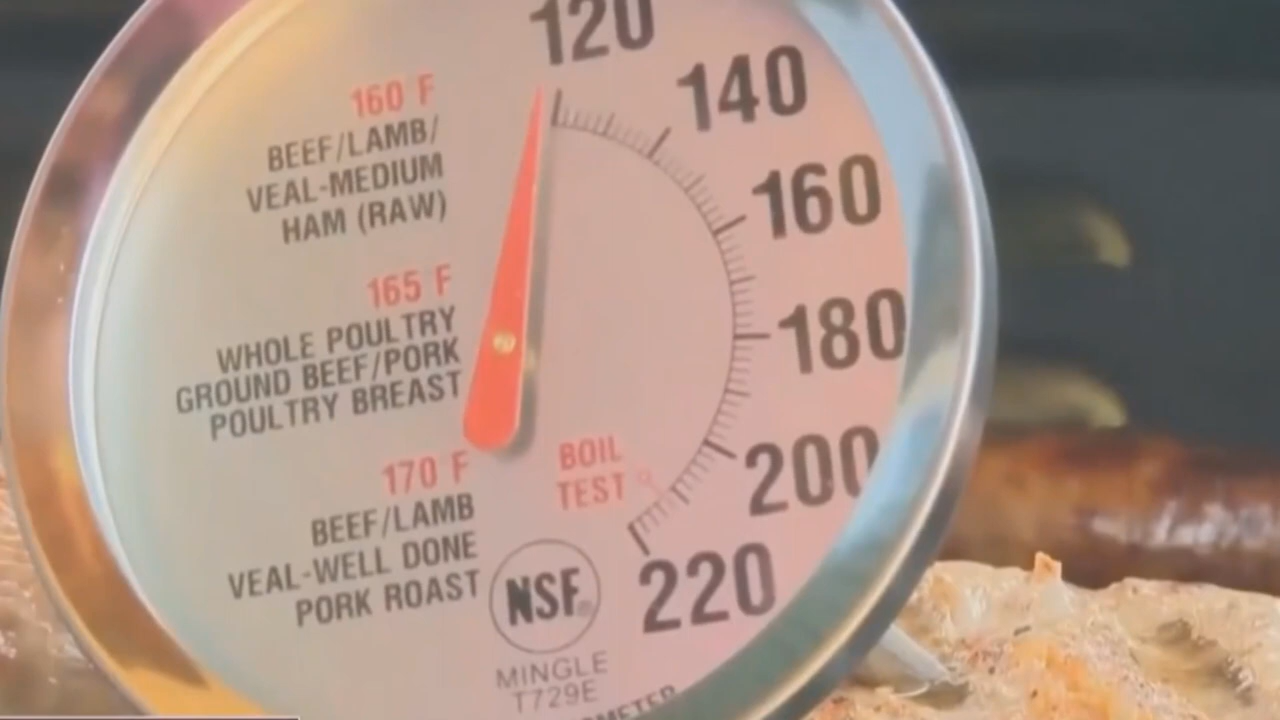 120
140
160
180
200
220
160 F
BEEF/LAMB/
VEAL-MEDIUM
HAM (RAW)
165 F
WHOLE POULTRY
GROUND BEEF/PORK
POULTRY BREAST
170 F
BEEF/LAMB
VEAL-WELL DONE
PORK ROAST
BOIL
TEST
NSF®
MINGLE
T729E